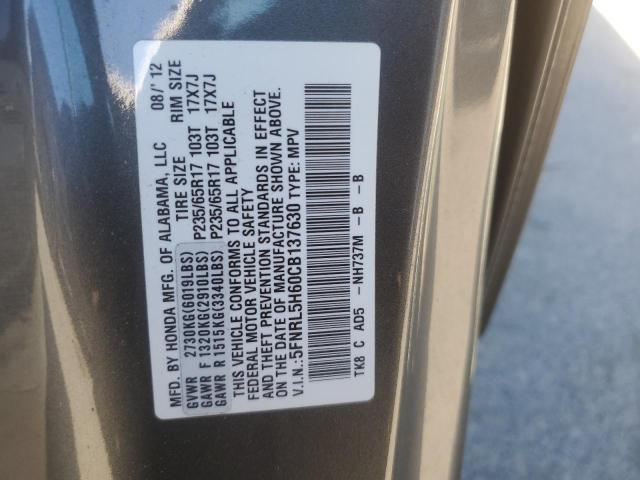 MFD. BY HONDA MFG. OF ALABAMA, LLC 08/'12
TIRE SIZE RIM SIZE
GVWR 2730KG(6019LBS)
GAWR F 1320KG(2910LBS) P235/65R17 103T 17X7J
GAWR R 1515KG(3340LBS) P235/65R17 103T 17X7J
THIS VEHICLE CONFORMS TO ALL APPLICABLE
FEDERAL MOTOR VEHICLE SAFETY
AND THEFT PREVENTION STANDARDS IN EFFECT
ON THE DATE OF MANUFACTURE SHOWN ABOVE.
V.I.N.:5FNRL5H60CB137630 TYPE: MPV
TK8 C AD5 -NH737M -B -B